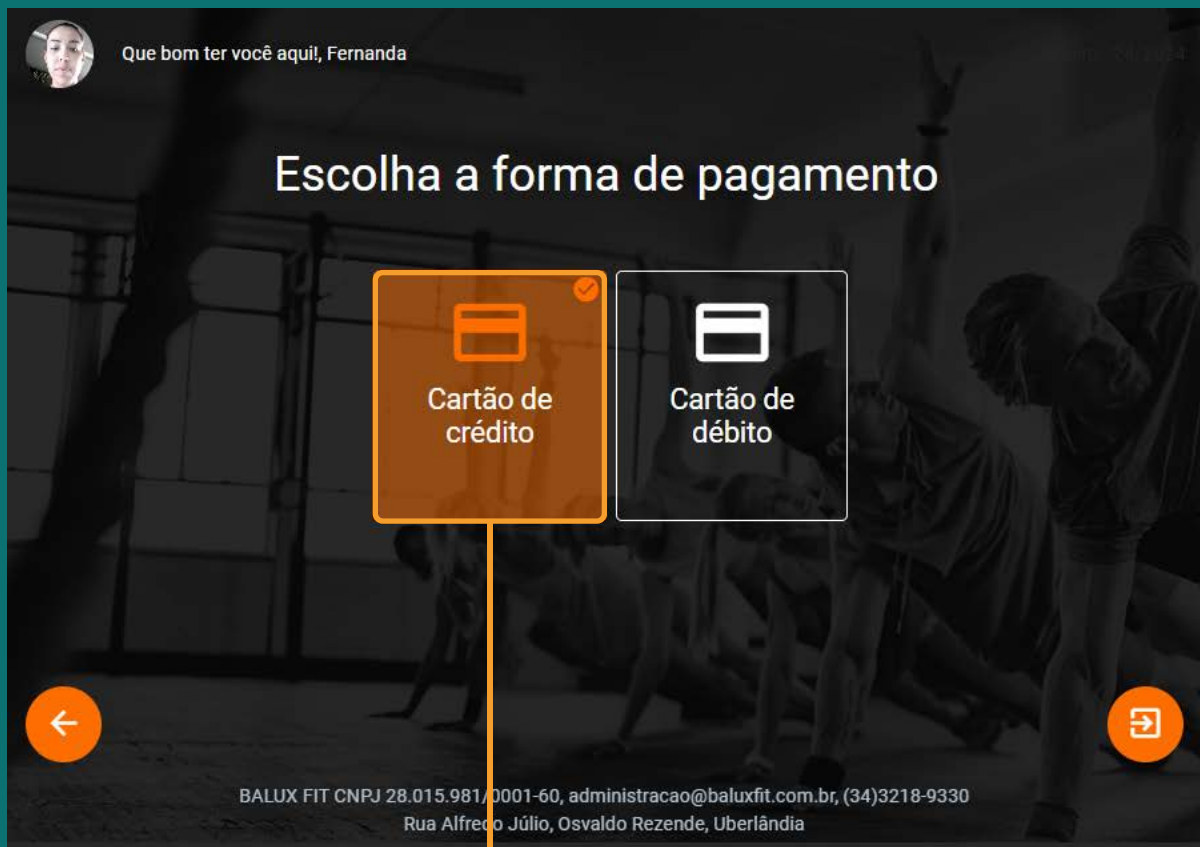 Que bom ter você aqui!, Fernanda
Escolha a forma de pagamento
Cartão de
crédito
Cartão de
débito
BALUX FIT CNPJ 28.015.981/0001-60, administracao@baluxfit.com.br, (34)3218-9330
Rua Alfredo Júlio, Osvaldo Rezende, Uberlândia